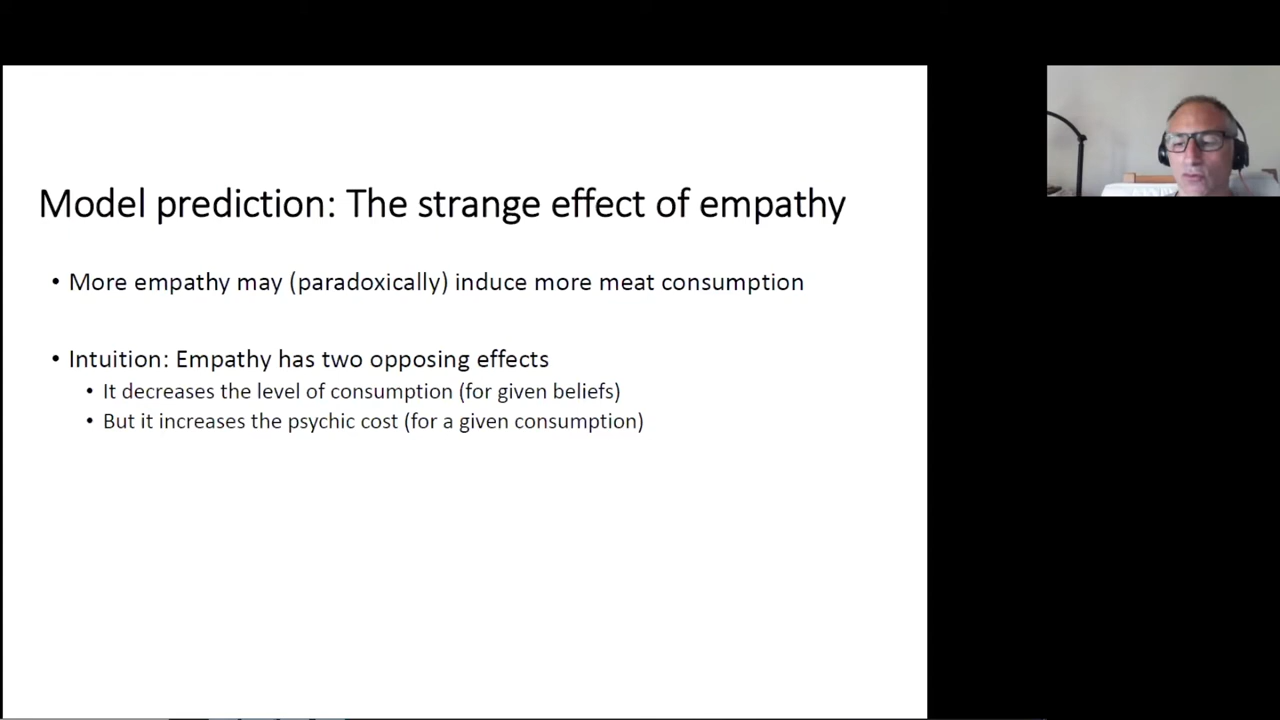 Model prediction: The strange effect of empathy
• More empathy may (paradoxically) induce more meat consumption
• Intuition: Empathy has two opposing effects
• It decreases the level of consumption (for given beliefs)
• But it increases the psychic cost (for a given consumption)